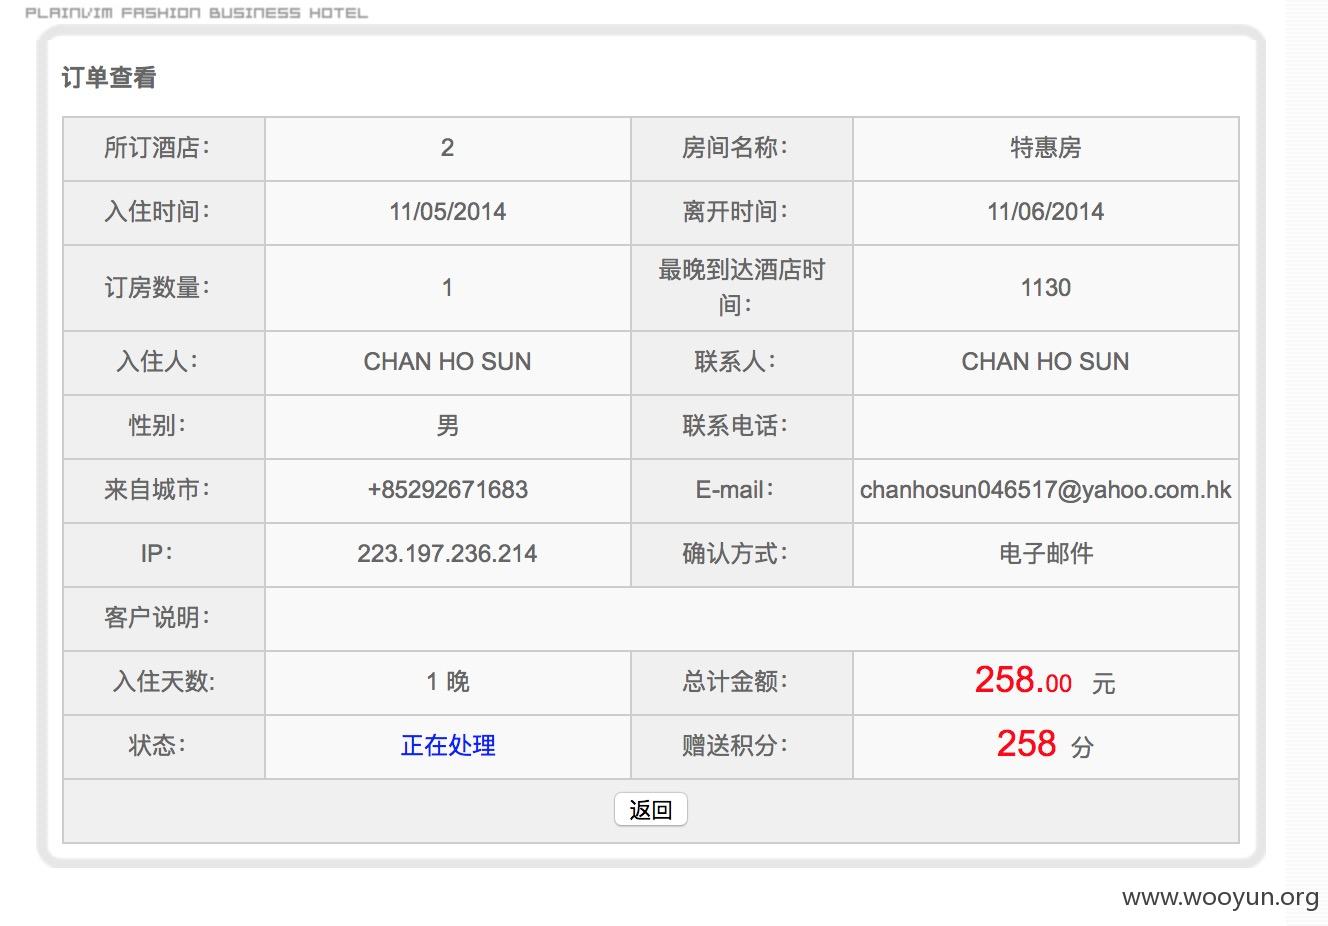 PLAINVIM FASHION BUSINESS HOTEL
订单查看
所订酒店： 2 房间名称： 特惠房
入住时间： 11/05/2014 离开时间： 11/06/2014
订房数量： 1 最晚到达酒店时
间： 1130
入住人： CHAN HO SUN 联系人： CHAN HO SUN
性别： 男 联系电话：
来自城市： +85292671683 E-mail： chanhosun046517@yahoo.com.hk
IP： 223.197.236.214 确认方式： 电子邮件
客户说明：
入住天数: 1 晚 总计金额： 258.00 元
状态： 正在处理 赠送积分： 258 分
返回
www.wooyun.org